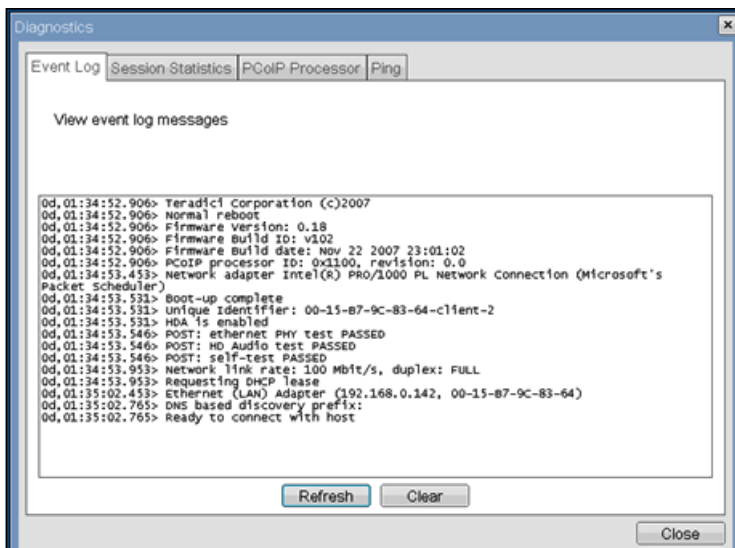 Diagnostics
Event Log Session Statistics PCoIP Processor Ping
View event log messages
0d,01:34:52.906> Teradici Corporation (c)2007
0d,01:34:52.906> Normal reboot
0d,01:34:52.906> Firmware Version: 0.18
0d,01:34:52.906> Firmware Build ID: v102
0d,01:34:52.906> Firmware Build date: Nov 22 2007 23:01:02
0d,01:34:52.906> PCoIP processor ID: 0x1100, revision: 0.0
0d,01:34:53.453> Network adapter Intel(R) PRO/1000 PL Network Connection (Microsoft's
Packet Scheduler)
0d,01:34:53.531> Boot-up complete
0d,01:34:53.531> Unique Identifier: 00-15-B7-9C-83-64-client-2
0d,01:34:53.531> HDA is enabled
0d,01:34:53.546> POST: ethernet PHY test PASSED
0d,01:34:53.546> POST: HD Audio test PASSED
0d,01:34:53.546> POST: self-test PASSED
0d,01:34:53.953> Network link rate: 100 Mbit/s, duplex: FULL
0d,01:34:53.953> Requesting DHCP lease
0d,01:35:02.453> Ethernet (LAN) Adapter (192.168.0.142, 00-15-B7-9C-83-64)
0d,01:35:02.765> DNS based discovery prefix:
0d,01:35:02.765> Ready to connect with host
Refresh Clear
Close